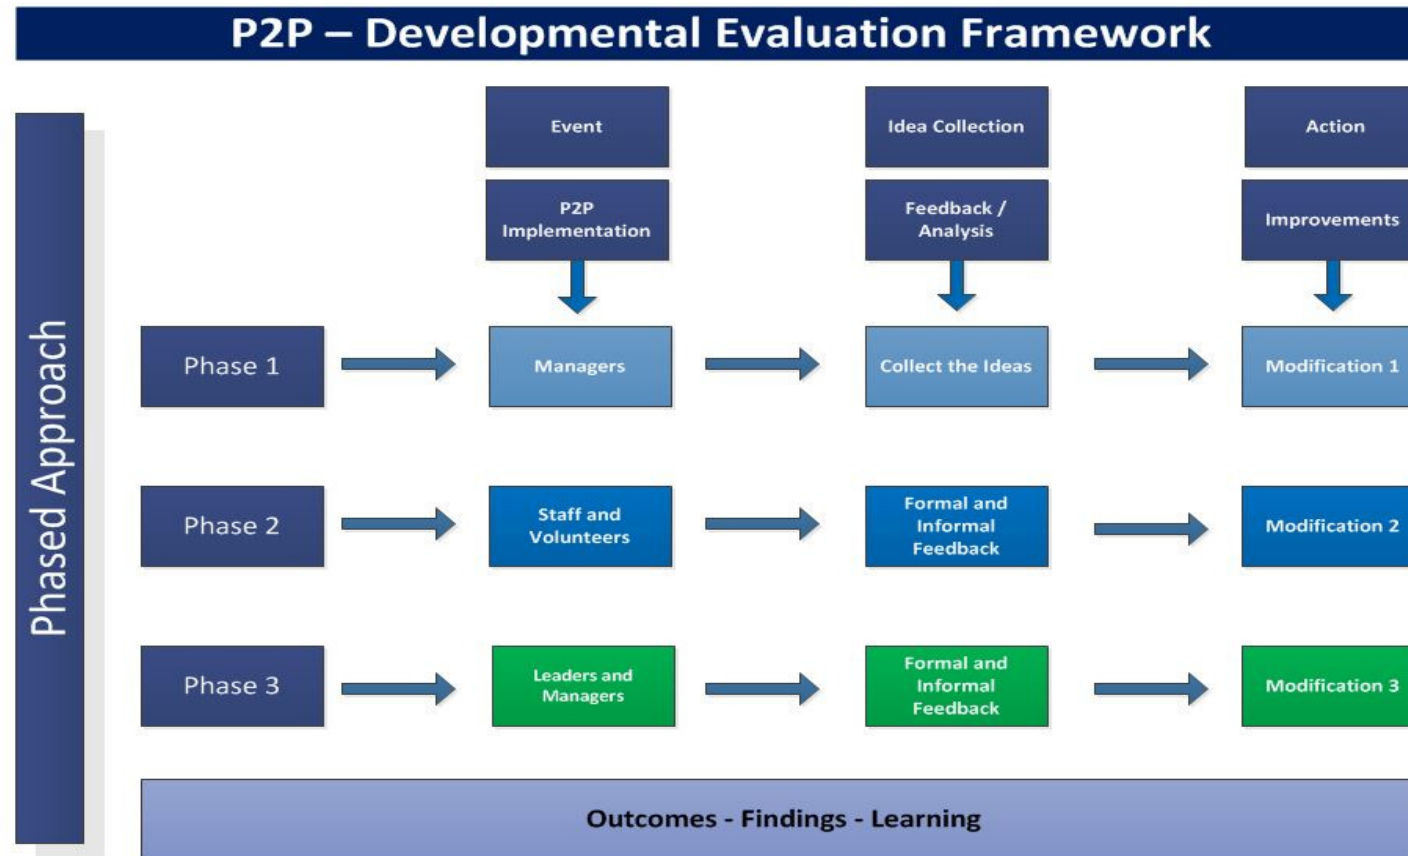 P2P – Developmental Evaluation Framework
Event
Idea Collection
Action
P2P
Implementation
Feedback /
Analysis
Improvements
Phased Approach
Phase 1
Managers
Collect the Ideas
Modification 1
Phase 2
Staff and
Volunteers
Formal and
Informal
Feedback
Modification 2
Phase 3
Leaders and
Managers
Formal and
Informal
Feedback
Modification 3
Outcomes - Findings - Learning